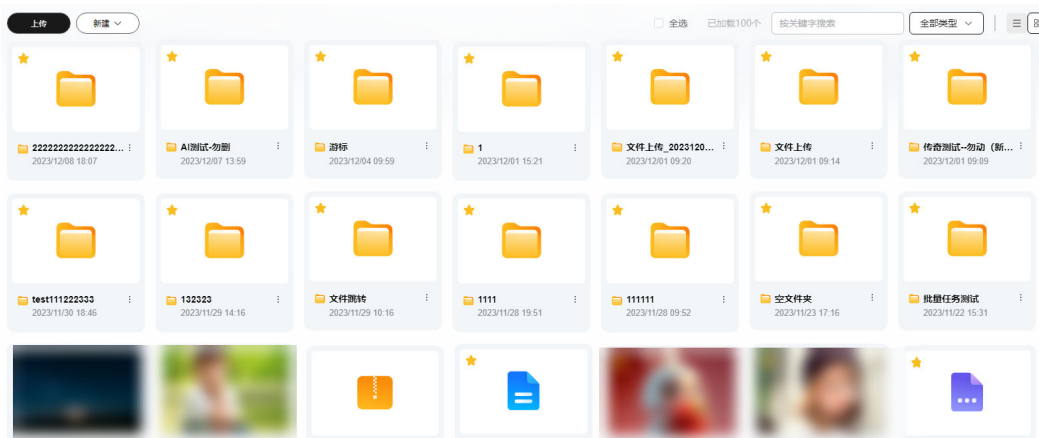 上传
新建
全选
已加载100个
按关键字搜索
全部类型
2222222222222222...
2023/12/08 18:07
AI测试-勿删
2023/12/07 13:59
游标
2023/12/04 09:59
1
2023/12/01 15:21
文件上传_2023120...
2023/12/01 09:20
文件上传
2023/12/01 09:14
传奇测试--勿动（新...
2023/12/01 09:09
test111222333
2023/11/30 18:46
132323
2023/11/29 14:16
文件跳转
2023/11/29 10:16
1111
2023/11/28 19:51
111111
2023/11/28 09:52
空文件夹
2023/11/23 17:16
批量任务测试
2023/11/22 15:31